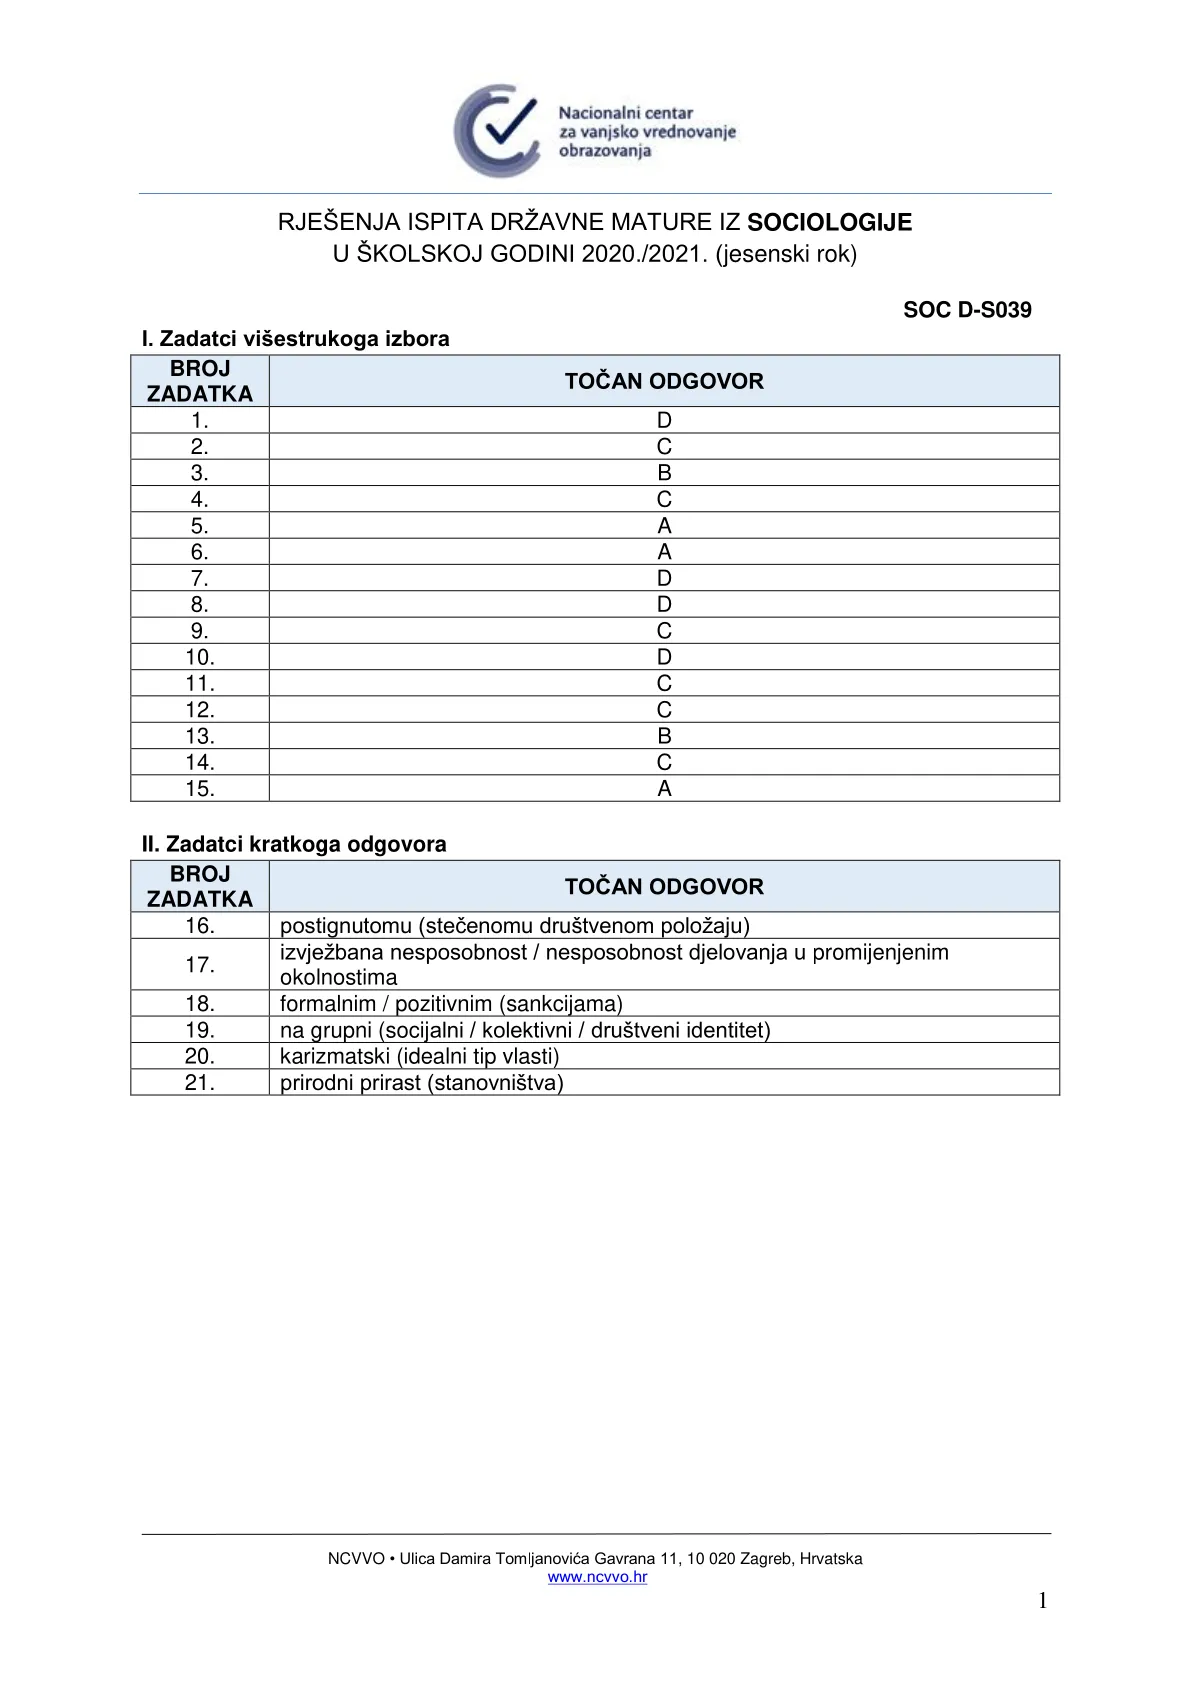 Nacionalni centar
za vanjsko vrednovanje
obrazovanja
RJEŠENJA ISPITA DRŽAVNE MATURE IZ SOCIOLOGIJE
U ŠKOLSKOJ GODINI 2020./2021. (jesenski rok)
SOC D-S039
I. Zadatci višestrukoga izbora
BROJ
ZADATKA
TOČAN ODGOVOR
1. D
2. C
3. B
4. C
5. A
6. A
7. D
8. D
9. C
10. D
11. C
12. C
13. B
14. C
15. A
II. Zadatci kratkoga odgovora
BROJ
ZADATKA
TOČAN ODGOVOR
16. postignutomu (stečenomu društvenom položaju)
17. izvježbana nesposobnost / nesposobnost djelovanja u promijenjenim
okolnostima
18. formalnim / pozitivnim (sankcijama)
19. na grupni (socijalni / kolektivni / društveni identitet)
20. karizmatski (idealni tip vlasti)
21. prirodni prirast (stanovništva)
NCVVO • Ulica Damira Tomljanovića Gavrana 11, 10 020 Zagreb, Hrvatska
www.ncvvo.hr
1